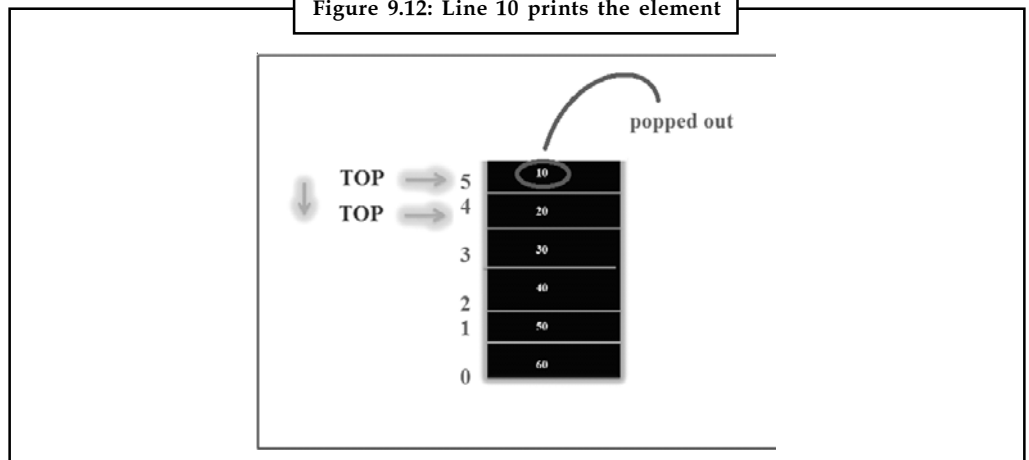 Figure 9.12: Line 10 prints the element
popped out
TOP 5 10
TOP 4 20
3 30
2 40
1 50
0 60